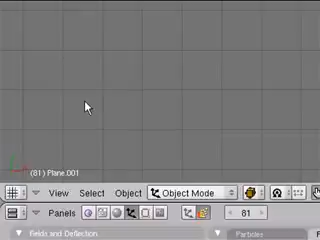 (81) Plane.001
View Select Object Object Mode
Panels 81
Fields and Deflection Particles